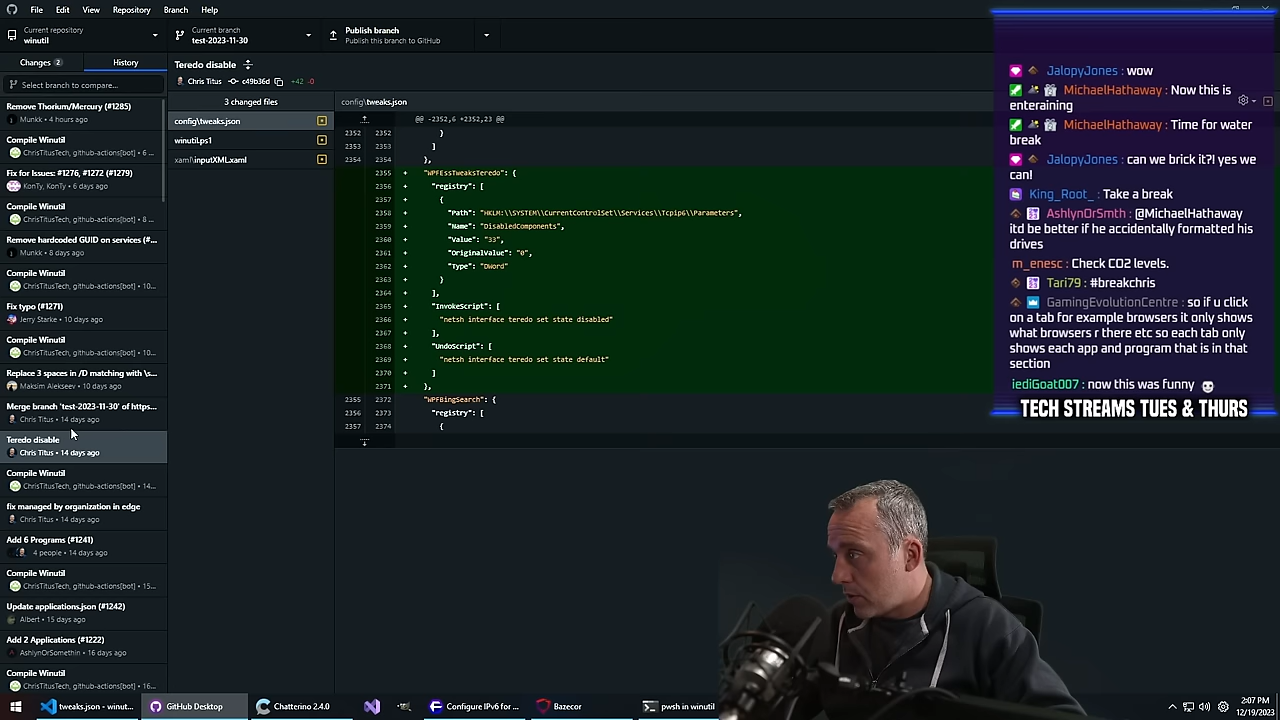 File Edit View Repository Branch Help
Current repository
winutil
Current branch
test-2023-11-30
Publish branch
Publish this branch to GitHub
Changes 2
History
Select branch to compare...
Remove Thorium/Mercury (#1285)
Munkk • 4 hours ago
Compile Winutil
ChrisTitusTech, github-actions[bot] • 6 ...
Fix for Issues: #1276, #1272 (#1279)
KonTy, KonTy • 6 days ago
Compile Winutil
ChrisTitusTech, github-actions[bot] • 8 ...
Remove hardcoded GUID on services (#...
Munkk • 8 days ago
Compile Winutil
ChrisTitusTech, github-actions[bot] • 10...
Fix typo (#1271)
Jerry Starke • 10 days ago
Compile Winutil
ChrisTitusTech, github-actions[bot] • 10...
Replace 3 spaces in /D matching with \s...
Maksim Alekseev • 10 days ago
Merge branch 'test-2023-11-30' of https...
Chris Titus • 14 days ago
Teredo disable
Chris Titus • 14 days ago
Compile Winutil
ChrisTitusTech, github-actions[bot] • 14...
fix managed by organization in edge
Chris Titus • 14 days ago
Add 6 Programs (#1241)
4 people • 14 days ago
Compile Winutil
ChrisTitusTech, github-actions[bot] • 15...
Update applications.json (#1242)
Albert • 15 days ago
Add 2 Applications (#1222)
AshlynOrSomethin • 16 days ago
Compile Winutil
ChrisTitusTech, github-actions[bot] • 16...
Teredo disable
Chris Titus c49b36d +42 -0
3 changed files
config\tweaks.json
winutil.ps1
xaml\inputXML.xaml
config\tweaks.json
@@ -2352,6 +2352,23 @@
2352 2352 }
2353 2353 ]
2354 2354 },
2355 + "WPFEssTweaksTeredo": {
2356 + "registry": [
2357 + {
2358 + "Path": "HKLM:\\SYSTEM\\CurrentControlSet\\Services\\Tcpip6\\Parameters",
2359 + "Name": "DisabledComponents",
2360 + "Value": "33",
2361 + "OriginalValue": "0",
2362 + "Type": "DWord"
2363 + }
2364 + ],
2365 + "InvokeScript": [
2366 + "netsh interface teredo set state disabled"
2367 + ],
2368 + "UndoScript": [
2369 + "netsh interface teredo set state default"
2370 + ]
2371 + },
2355 2372 "WPFBingSearch": {
2356 2373 "registry": [
2357 2374 {
JalopyJones : wow
MichaelHathaway : Now this is
enteraining
MichaelHathaway : Time for water
break
JalopyJones : can we brick it?! yes we
can!
King_Root_ : Take a break
AshlynOrSmth : @MichaelHathaway
itd be better if he accidentally formatted his
drives
m_enesc : Check CO2 levels.
Tari79 : #breakchris
GamingEvolutionCentre : so if u click
on a tab for example browsers it only shows
what browsers r there etc so each tab only
shows each app and program that is in that
section
iediGoat007 : now this was funny
TECH STREAMS TUES & THURS
tweaks.json - winut...
GitHub Desktop
Chatterino 2.4.0
Configure IPv6 for ...
Bazecor
pwsh in winutil
2:07 PM
12/19/2023